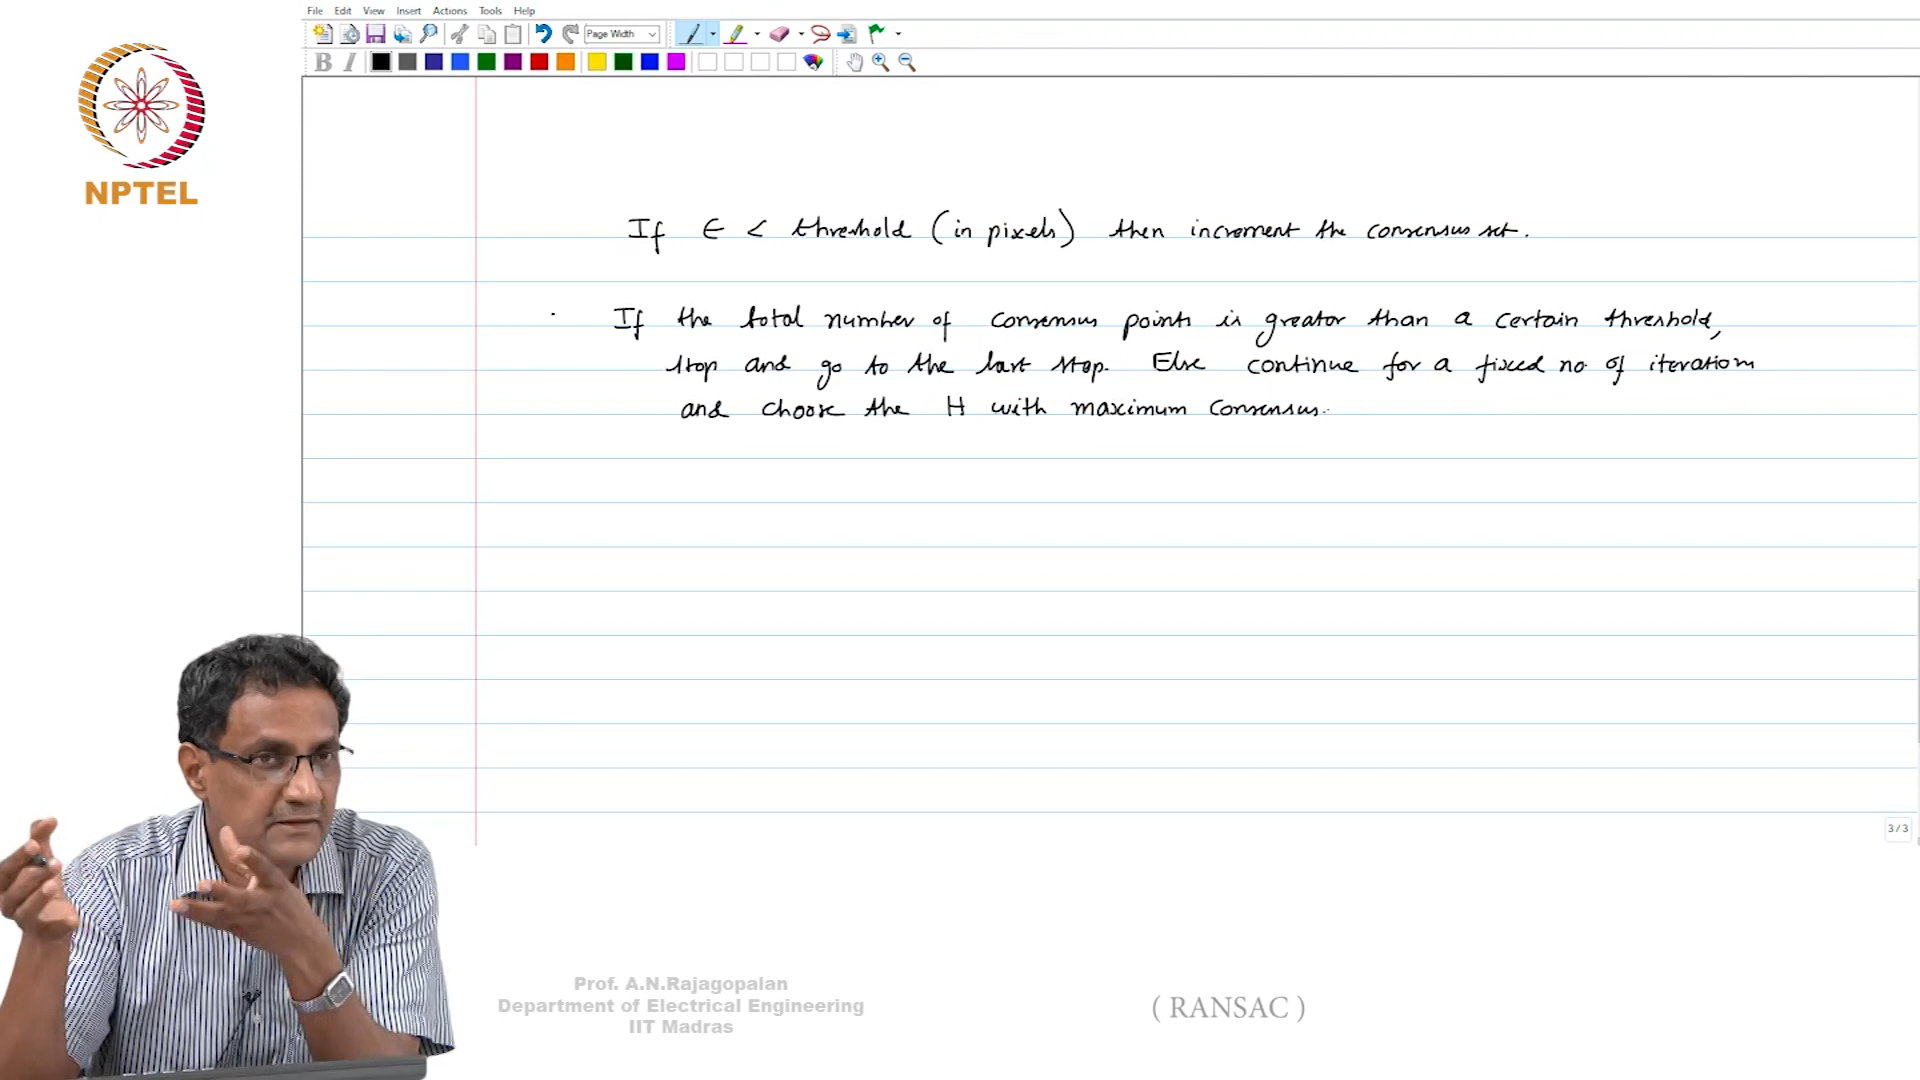 File Edit View Insert Actions Tools Help
Page Width
B I
NPTEL
If ∈ < threshold (in pixels) then increment the consensus set.
· If the total number of consensus points is greater than a certain threshold,
stop and go to the last step. Else continue for a fixed no. of iterations
and choose the H with maximum consensus.
3 / 3
Prof. A.N.Rajagopalan
Department of Electrical Engineering
IIT Madras
( RANSAC )